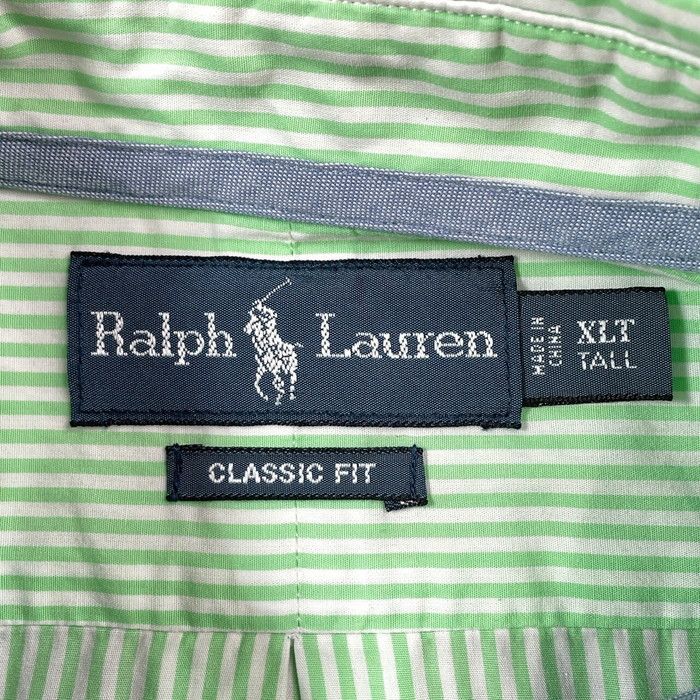 Ralph Lauren
MADE IN
CHINA
XLT
TALL
CLASSIC FIT